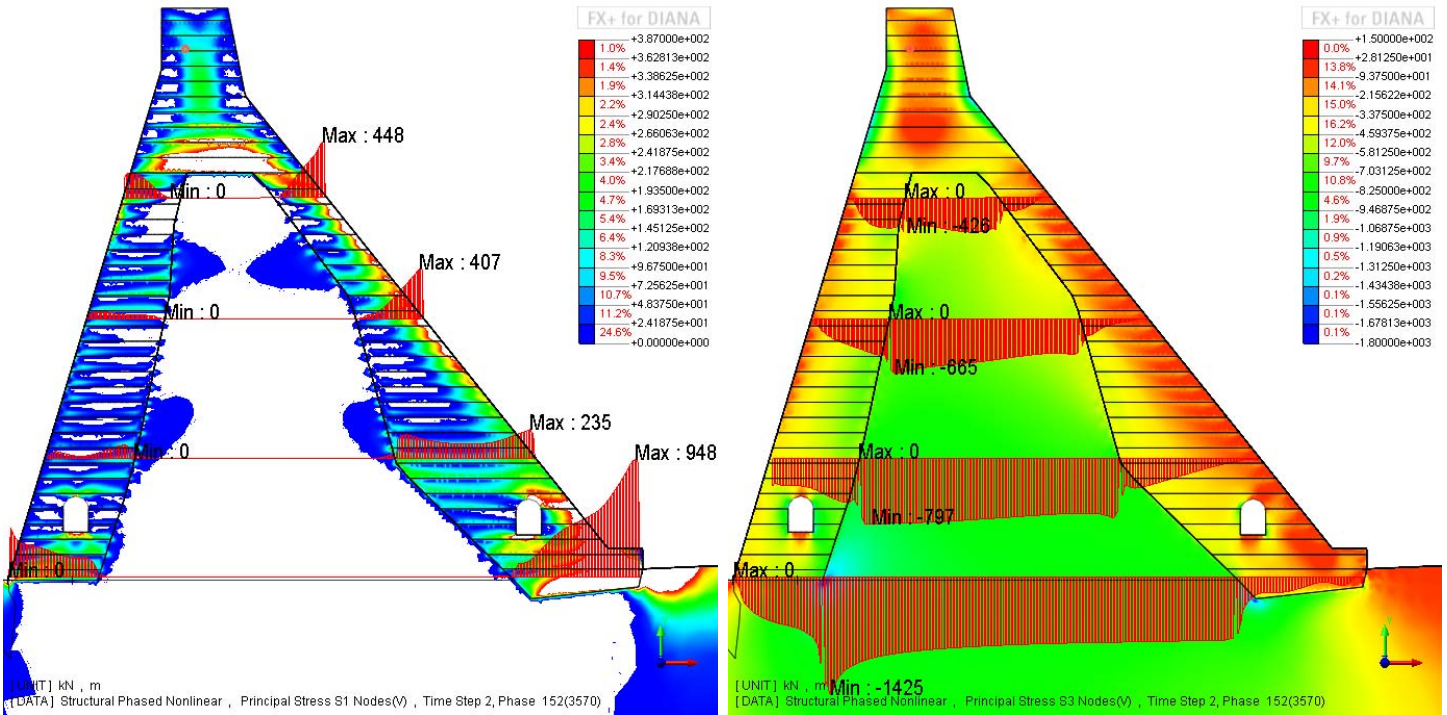 FX+ for DIANA
+3.87000e+002
1.0%
+3.62813e+002
1.4%
+3.38625e+002
1.9%
+3.14438e+002
2.2%
+2.90250e+002
2.4%
+2.66063e+002
2.8%
+2.41875e+002
3.4%
+2.17688e+002
4.0%
+1.93500e+002
4.7%
+1.69313e+002
5.4%
+1.45125e+002
6.4%
+1.20938e+002
8.3%
+9.67500e+001
9.5%
+7.25625e+001
10.7%
+4.83750e+001
11.2%
+2.41875e+001
24.6%
+0.00000e+000
Max : 448
Min : 0
Max : 407
Min : 0
Max : 235
Min : 0
Max : 948
Min : 0
[UNIT] kN , m
[DATA] Structural Phased Nonlinear , Principal Stress S1 Nodes(V) , Time Step 2, Phase 152(3570)
FX+ for DIANA
+1.50000e+002
0.0%
+2.81250e+001
13.8%
-9.37500e+001
14.1%
-2.15622e+002
15.0%
-3.37500e+002
16.2%
-4.59375e+002
12.0%
-5.81250e+002
9.7%
-7.03125e+002
10.8%
-8.25000e+002
4.6%
-9.46875e+002
1.9%
-1.06875e+003
0.9%
-1.19063e+003
0.5%
-1.31250e+003
0.2%
-1.43438e+003
0.1%
-1.55625e+003
0.1%
-1.67813e+003
0.1%
-1.80000e+003
Max : 0
Min : -426
Max : 0
Min : -665
Max : 0
Min : -797
Max : 0
Min : -1425
[UNIT] kN , m
[DATA] Structural Phased Nonlinear , Principal Stress S3 Nodes(V) , Time Step 2, Phase 152(3570)